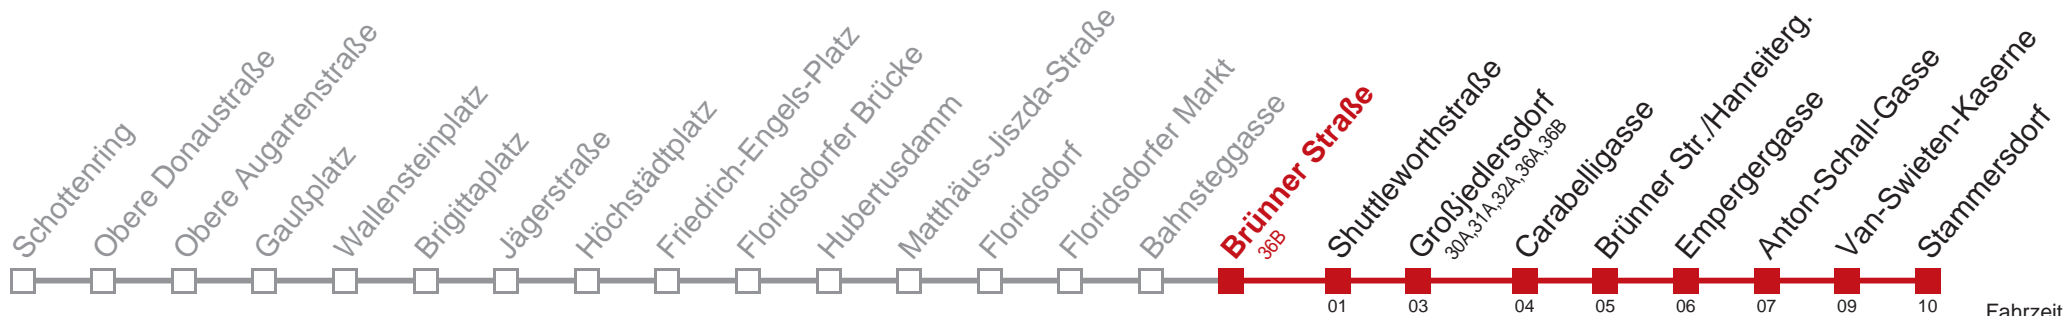 Schottenring
Obere Donaustraße
Obere Augartenstraße
Gaußplatz
Wallensteinplatz
Brigittaplatz
Jägerstraße
Höchstädtplatz
Friedrich-Engels-Platz
Floridsdorfer Brücke
Hubertusdamm
Matthäus-Jiszda-Straße
Floridsdorf
Floridsdorfer Markt
Bahnsteggasse
Brünner Straße
36B
Shuttleworthstraße
Großjedlersdorf
30A,31A,32A,36A,36B
Carabelligasse
Brünner Str./Hanreiterg.
Empergergasse
Anton-Schall-Gasse
Van-Swieten-Kaserne
Stammersdorf
01 03 04 05 06 07 09 10 Fahrzeit